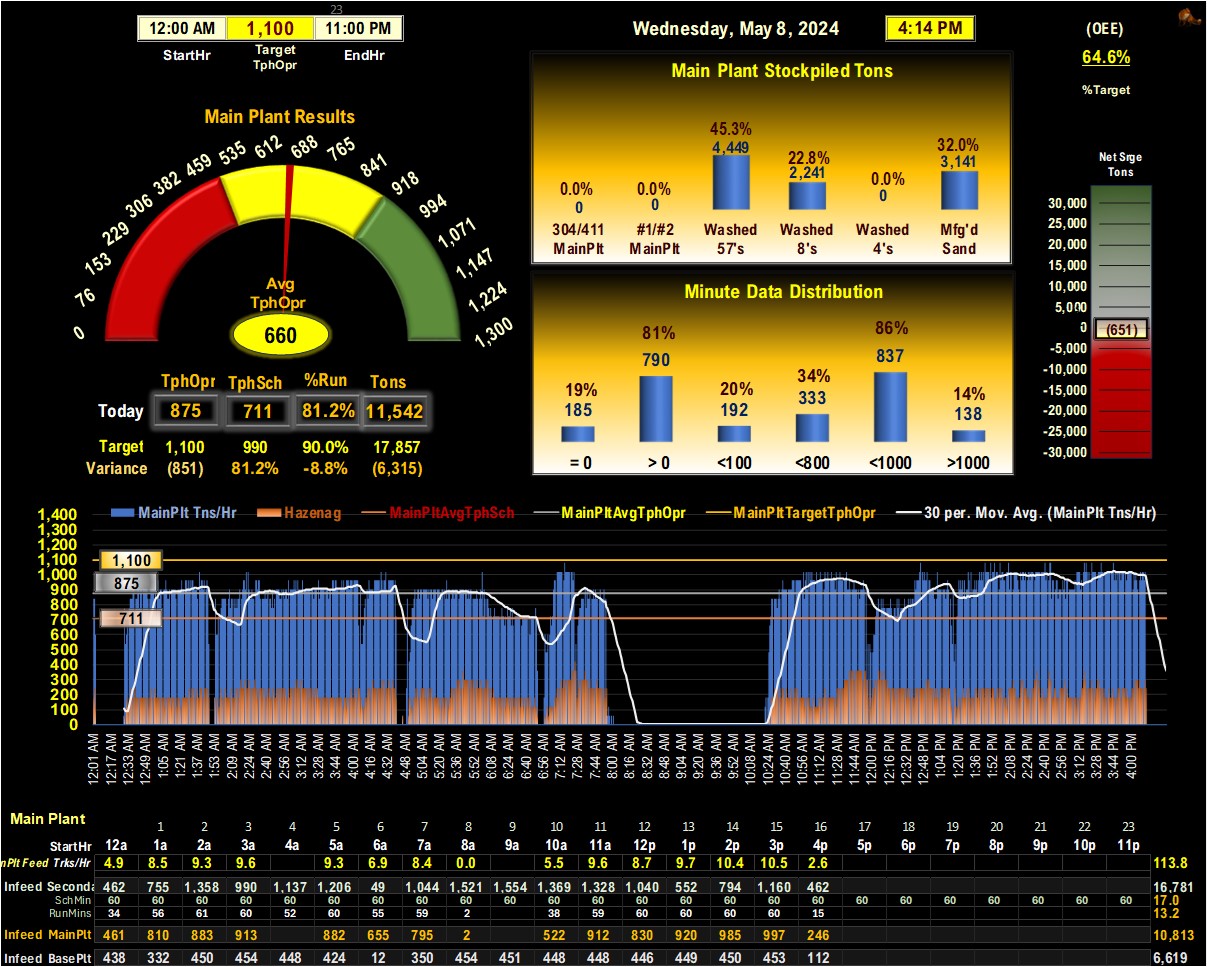 23
12:00 AM 1,100 11:00 PM
StartHr Target TphOpr EndHr
Wednesday, May 8, 2024 4:14 PM
(OEE)
64.6%
%Target
Main Plant Results
0 76 153 229 306 382 459 535 612 688 765 841 918 994 1,071 1,147 1,224 1,300
Avg
TphOpr
660
TphOpr TphSch %Run Tons
Today 875 711 81.2% 11,542
Target 1,100 990 90.0% 17,857
Variance (851) 81.2% -8.8% (6,315)
Main Plant Stockpiled Tons
0.0% 0.0% 45.3% 22.8% 0.0% 32.0%
0 0 4,449 2,241 0 3,141
304/411 #1/#2 Washed Washed Washed Mfg'd
MainPlt MainPlt 57's 8's 4's Sand
Minute Data Distribution
19% 81% 20% 34% 86% 14%
185 790 192 333 837 138
= 0 > 0 <100 <800 <1000 >1000
Net Srge
Tons
30,000
25,000
20,000
15,000
10,000
5,000
0
(651)
-5,000
-10,000
-15,000
-20,000
-25,000
-30,000
MainPlt Tns/Hr Hazenag MainPltAvgTphSch MainPltAvgTphOpr MainPltTargetTphOpr 30 per. Mov. Avg. (MainPlt Tns/Hr)
1,400
1,300
1,200
1,100
1,000
900
800
700
600
500
400
300
200
100
0
1,100
875
711
12:01 AM 12:17 AM 12:33 AM 12:49 AM 1:05 AM 1:21 AM 1:37 AM 1:53 AM 2:09 AM 2:24 AM 2:40 AM 2:56 AM 3:12 AM 3:28 AM 3:44 AM 4:00 AM 4:16 AM 4:32 AM 4:48 AM 5:04 AM 5:20 AM 5:36 AM 5:52 AM 6:08 AM 6:24 AM 6:40 AM 6:56 AM 7:12 AM 7:28 AM 7:44 AM 8:00 AM 8:16 AM 8:32 AM 8:48 AM 9:04 AM 9:20 AM 9:36 AM 9:52 AM 10:08 AM 10:24 AM 10:40 AM 10:56 AM 11:12 AM 11:28 AM 11:44 AM 12:00 PM 12:16 PM 12:32 PM 12:48 PM 1:04 PM 1:20 PM 1:36 PM 1:52 PM 2:08 PM 2:24 PM 2:40 PM 2:56 PM 3:12 PM 3:28 PM 3:44 PM 4:00 PM
Main Plant
1 2 3 4 5 6 7 8 9 10 11 12 13 14 15 16 17 18 19 20 21 22 23
StartHr 12a 1a 2a 3a 4a 5a 6a 7a 8a 9a 10a 11a 12p 1p 2p 3p 4p 5p 6p 7p 8p 9p 10p 11p
nPlt Feed Trks/Hr 4.9 8.5 9.3 9.6 9.3 6.9 8.4 0.0 5.5 9.6 8.7 9.7 10.4 10.5 2.6 113.8
Infeed Seconda 462 755 1,358 990 1,137 1,206 49 1,044 1,521 1,554 1,369 1,328 1,040 552 794 1,160 462 16,781
SchMin 60 60 60 60 60 60 60 60 60 60 60 60 60 60 60 60 60 60 60 60 60 60 60 60 17.0
RunMins 34 56 61 60 52 60 55 59 2 38 59 60 60 60 60 15 13.2
Infeed MainPlt 461 810 883 913 882 655 795 2 522 912 830 920 985 997 246 10,813
Infeed BasePlt 438 332 450 454 448 424 12 350 454 451 448 448 446 449 450 453 112 6,619